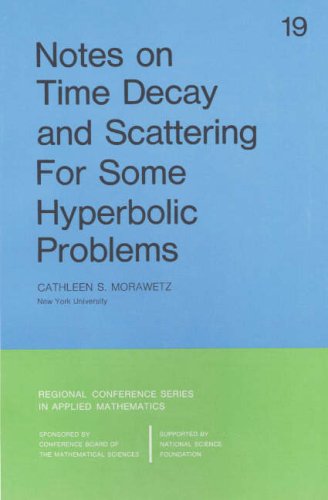 19
Notes on
Time Decay
and Scattering
For Some
Hyperbolic
Problems
CATHLEEN S. MORAWETZ
New York University
REGIONAL CONFERENCE SERIES
IN APPLIED MATHEMATICS
SPONSORED BY
CONFERENCE BOARD OF
THE MATHEMATICAL SCIENCES
SUPPORTED BY
NATIONAL SCIENCE
FOUNDATION